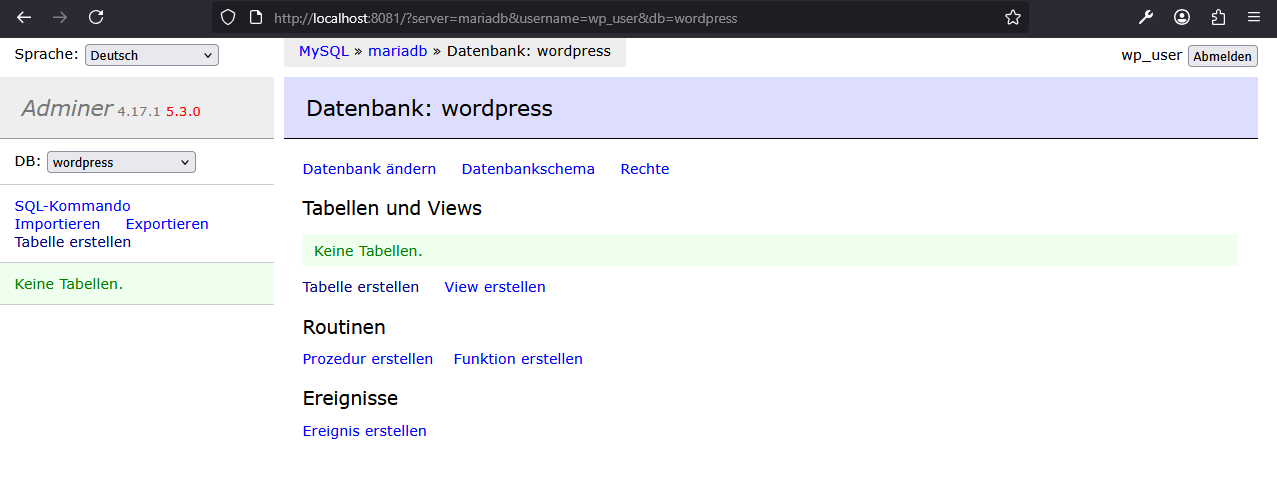 http://localhost:8081/?server=mariadb&username=wp_user&db=wordpress
Sprache: Deutsch
MySQL » mariadb » Datenbank: wordpress
wp_user Abmelden
Adminer 4.17.1 5.3.0
Datenbank: wordpress
DB: wordpress
SQL-Kommando
Importieren Exportieren
Tabelle erstellen
Keine Tabellen.
Datenbank ändern Datenbankschema Rechte
Tabellen und Views
Keine Tabellen.
Tabelle erstellen View erstellen
Routinen
Prozedur erstellen Funktion erstellen
Ereignisse
Ereignis erstellen